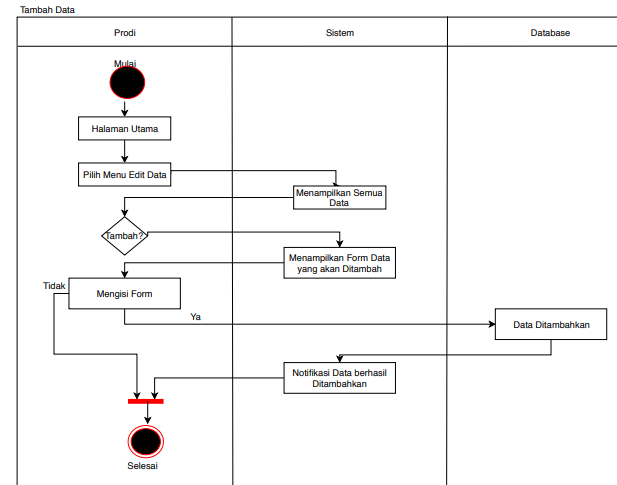 Tambah Data
Prodi
Sistem
Database
Mulai
Halaman Utama
Pilih Menu Edit Data
Menampilkan Semua
Data
Tambah?
Menampilkan Form Data
yang akan Ditambah
Tidak
Mengisi Form
Ya
Data Ditambahkan
Notifikasi Data berhasil
Ditambahkan
Selesai